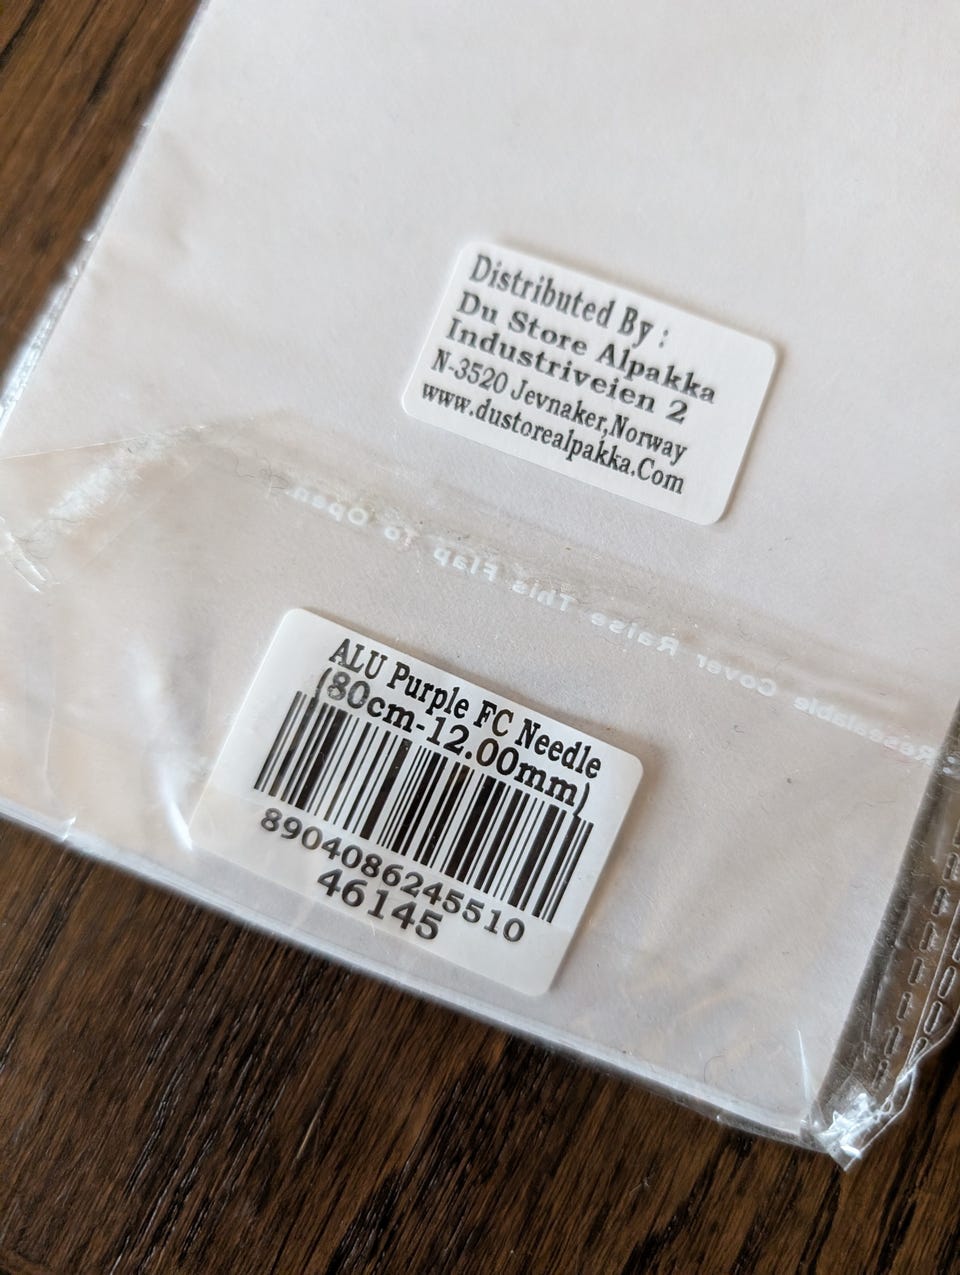 Distributed By :
Du Store Alpakka
Industriveien 2
N-3520 Jevnaker,Norway
www.dustorealpakka.Com
Resealable Cover Raise This Flap To Open
ALU Purple FC Needle
(80cm-12.00mm)
8904086245510
46145